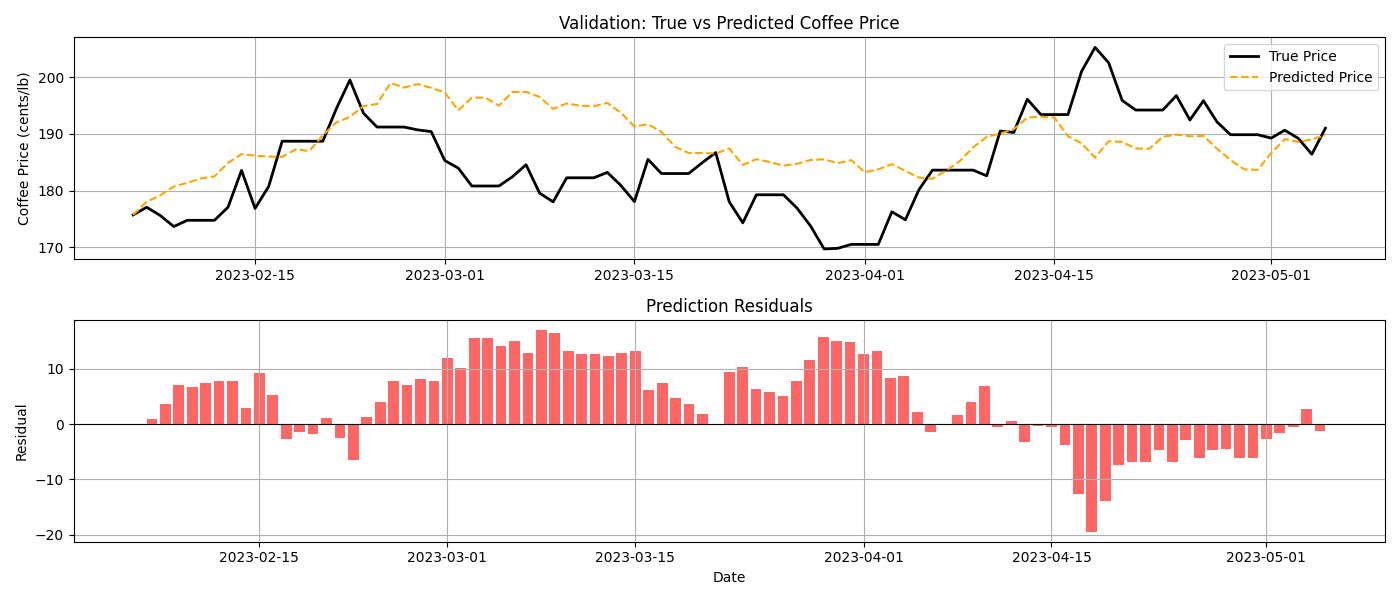 Validation: True vs Predicted Coffee Price
Coffee Price (cents/lb)
200
190
180
170
True Price
Predicted Price
2023-02-15 2023-03-01 2023-03-15 2023-04-01 2023-04-15 2023-05-01
Prediction Residuals
Residual
10
0
−10
−20
2023-02-15 2023-03-01 2023-03-15 2023-04-01 2023-04-15 2023-05-01
Date